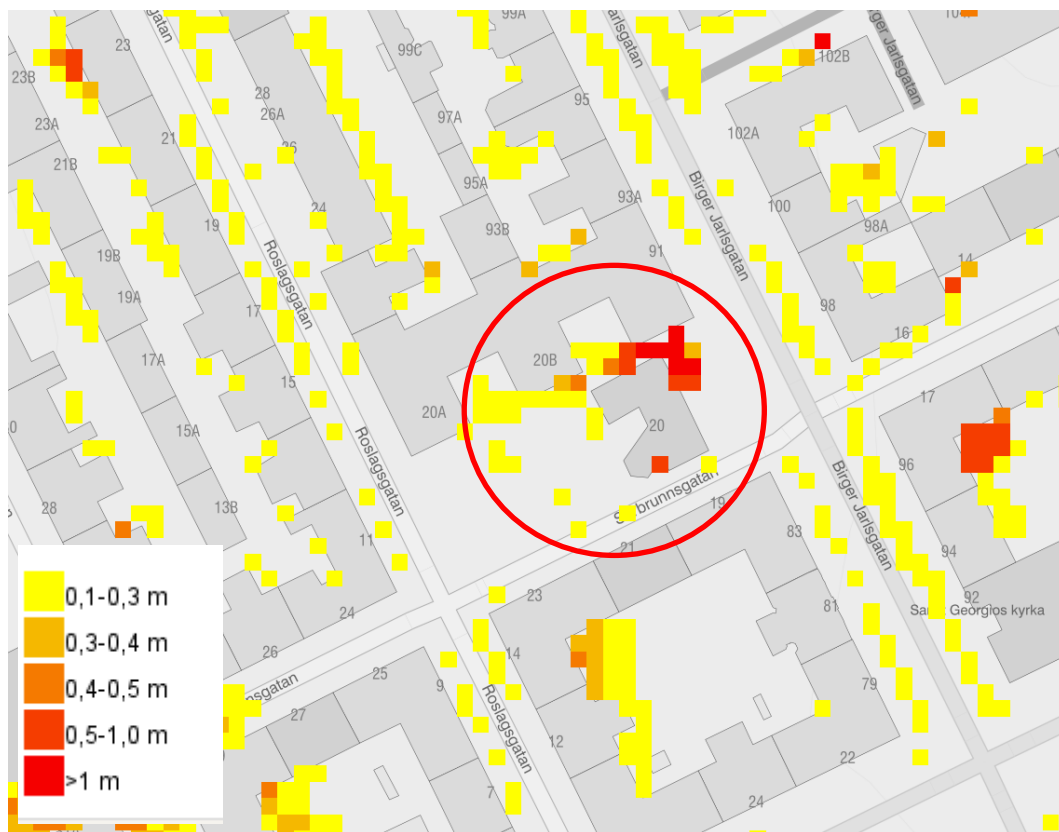 99A
Birger Jarlsgatan
102B
23
99C
23B
28
95
26A
97A
23A
102A
21
26
21B
95A
93A
24
100
19
98A
93B
91
19B
14
19A
Roslagsgatan
Birger Jarlsgatan
17
98
16
17A
20B
15
17
20A
20
15A
Roslagsgatan
96
28
13B
19
83
11
21
94
0,1-0,3 m
23
92
24
81
Sankt Georgios kyrka
0,3-0,4 m
26
14
25
9
79
0,4-0,5 m
27
Roslagsgatan
12
0,5-1,0 m
22
7
24
>1 m
Birger Jarlsgatan